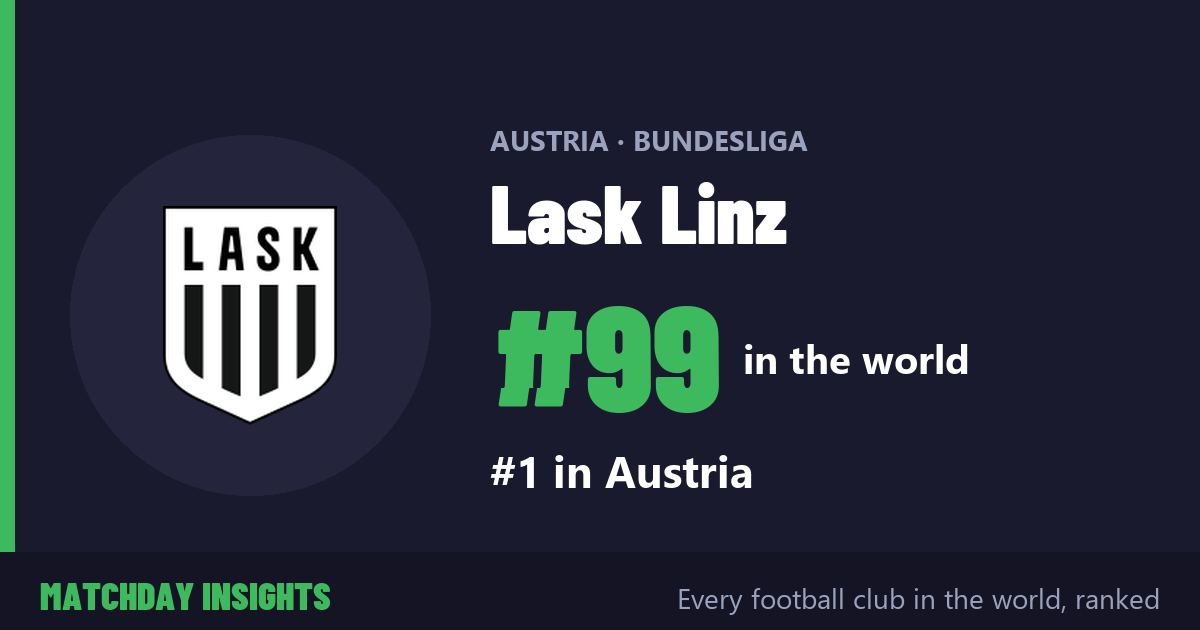 LASK
AUSTRIA · BUNDESLIGA
Lask Linz
#99 in the world
#1 in Austria
MATCHDAY INSIGHTS
Every football club in the world, ranked